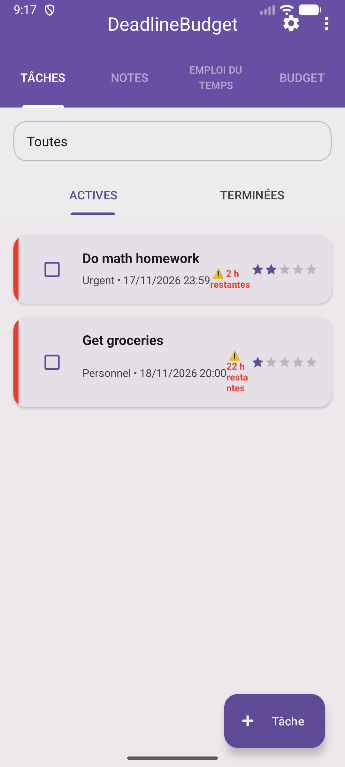 9:17
DeadlineBudget
TÂCHES
NOTES
EMPLOI DU
TEMPS
BUDGET
Toutes
ACTIVES
TERMINÉES
Do math homework
Urgent • 17/11/2026 23:59
⚠️ 2 h
restantes
Get groceries
Personnel • 18/11/2026 20:00
⚠️
22 h
resta
ntes
+ Tâche